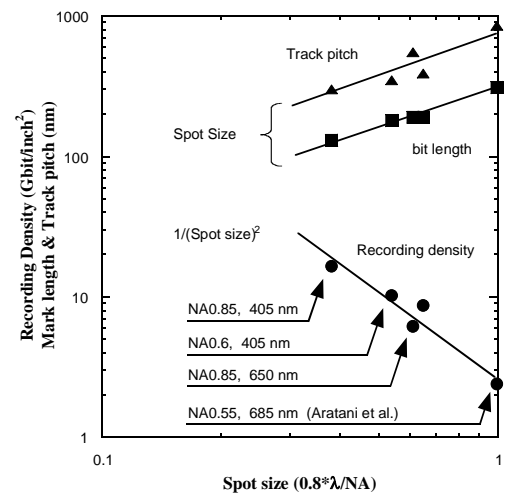 1000
100
10
1
Recording Density (Gbit/inch²)
Mark length & Track pitch (nm)
Track pitch
Spot Size
bit length
1/(Spot size)²
Recording density
NA0.85, 405 nm
NA0.6, 405 nm
NA0.85, 650 nm
NA0.55, 685 nm (Aratani et al.)
0.1
1
Spot size (0.8*λ/NA)